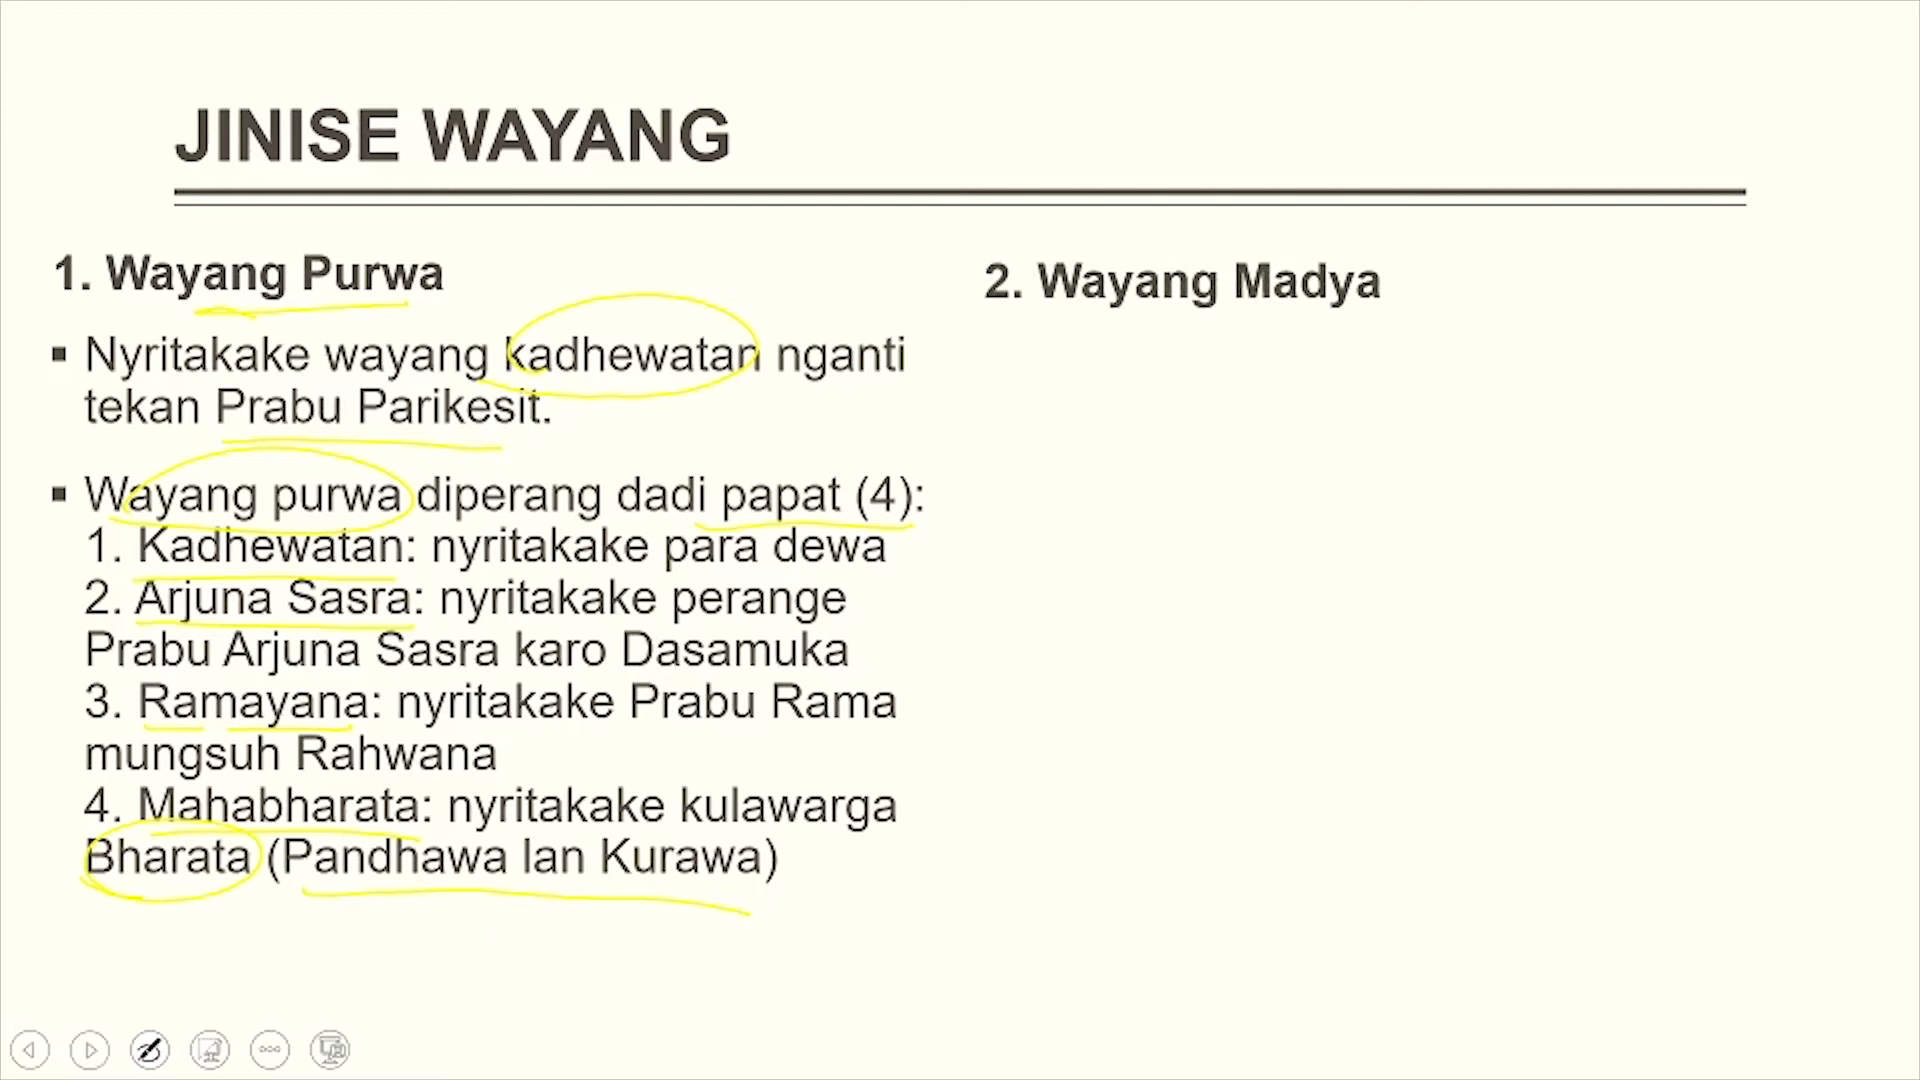 JINISE WAYANG
1. Wayang Purwa
▪ Nyritakake wayang kadhewatan nganti
tekan Prabu Parikesit.
▪ Wayang purwa diperang dadi papat (4):
1. Kadhewatan: nyritakake para dewa
2. Arjuna Sasra: nyritakake perange
Prabu Arjuna Sasra karo Dasamuka
3. Ramayana: nyritakake Prabu Rama
mungsuh Rahwana
4. Mahabharata: nyritakake kulawarga
Bharata (Pandhawa lan Kurawa)
2. Wayang Madya